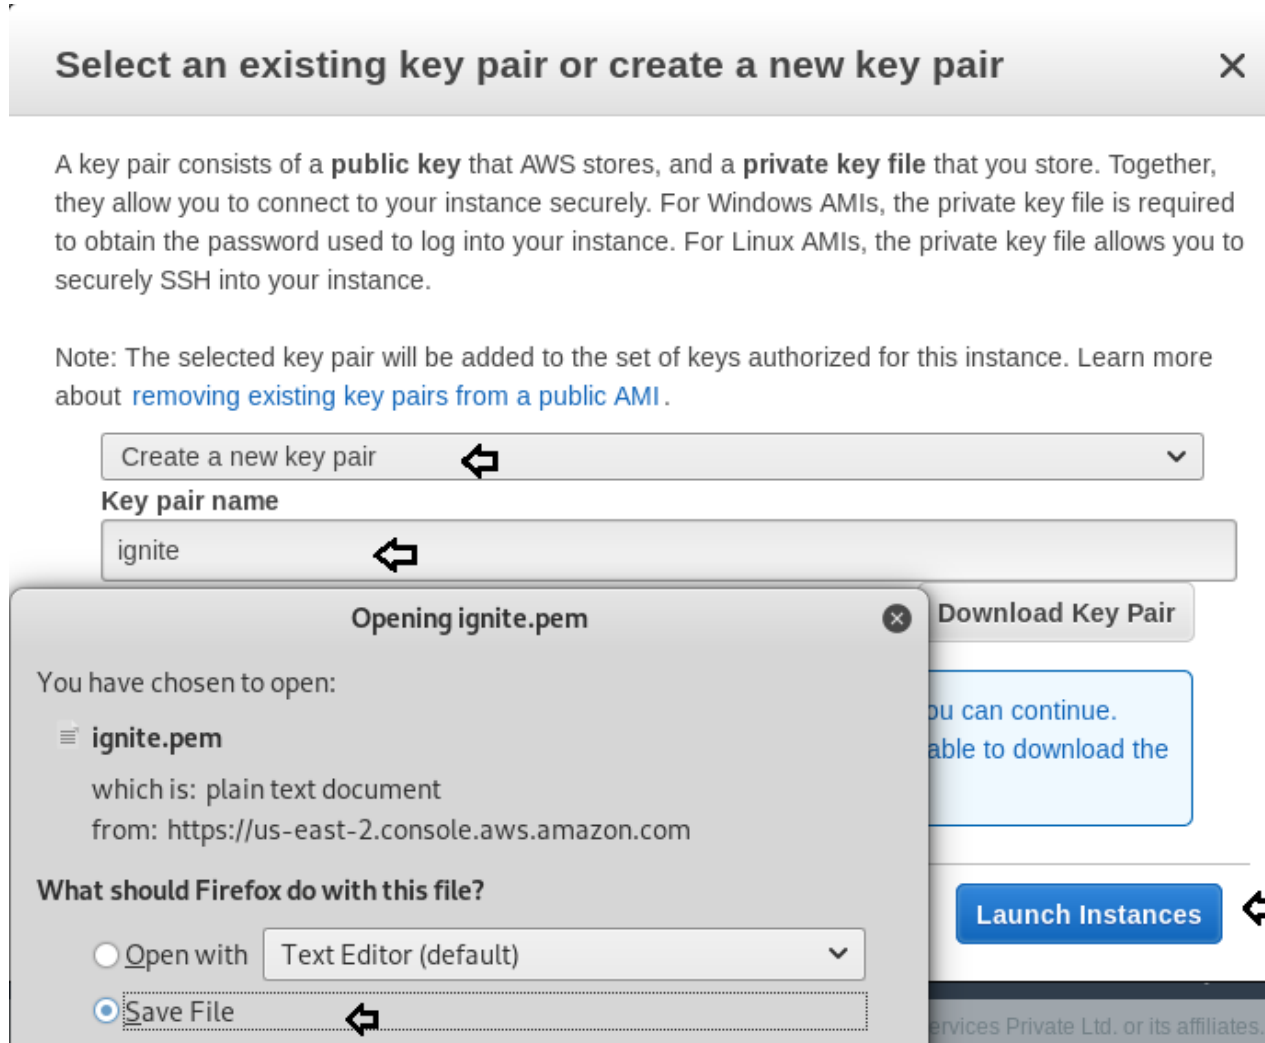 Select an existing key pair or create a new key pair
A key pair consists of a public key that AWS stores, and a private key file that you store. Together,
they allow you to connect to your instance securely. For Windows AMIs, the private key file is required
to obtain the password used to log into your instance. For Linux AMIs, the private key file allows you to
securely SSH into your instance.
Note: The selected key pair will be added to the set of keys authorized for this instance. Learn more
about removing existing key pairs from a public AMI.
Create a new key pair
Key pair name
ignite
Download Key Pair
ou can continue.
able to download the
Launch Instances
Opening ignite.pem
You have chosen to open:
ignite.pem
which is: plain text document
from: https://us-east-2.console.aws.amazon.com
What should Firefox do with this file?
Open with Text Editor (default)
Save File
ervices Private Ltd. or its affiliates.